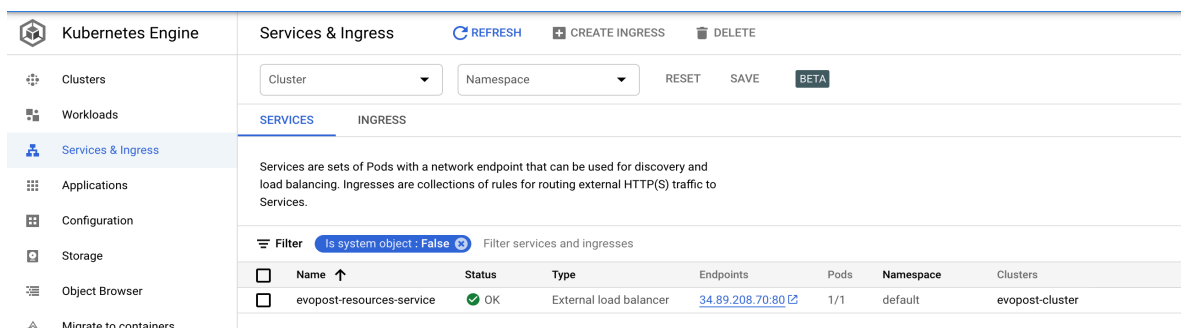 Kubernetes Engine
Services & Ingress
REFRESH
CREATE INGRESS
DELETE
Clusters
Workloads
Services & Ingress
Applications
Configuration
Storage
Object Browser
Migrate to containers
Cluster
Namespace
RESET
SAVE
BETA
SERVICES
INGRESS
Services are sets of Pods with a network endpoint that can be used for discovery and
load balancing. Ingresses are collections of rules for routing external HTTP(S) traffic to
Services.
Filter
Is system object : False
Filter services and ingresses
Name Status Type Endpoints Pods Namespace Clusters
evopost-resources-service OK External load balancer 34.89.208.70:80 1/1 default evopost-cluster